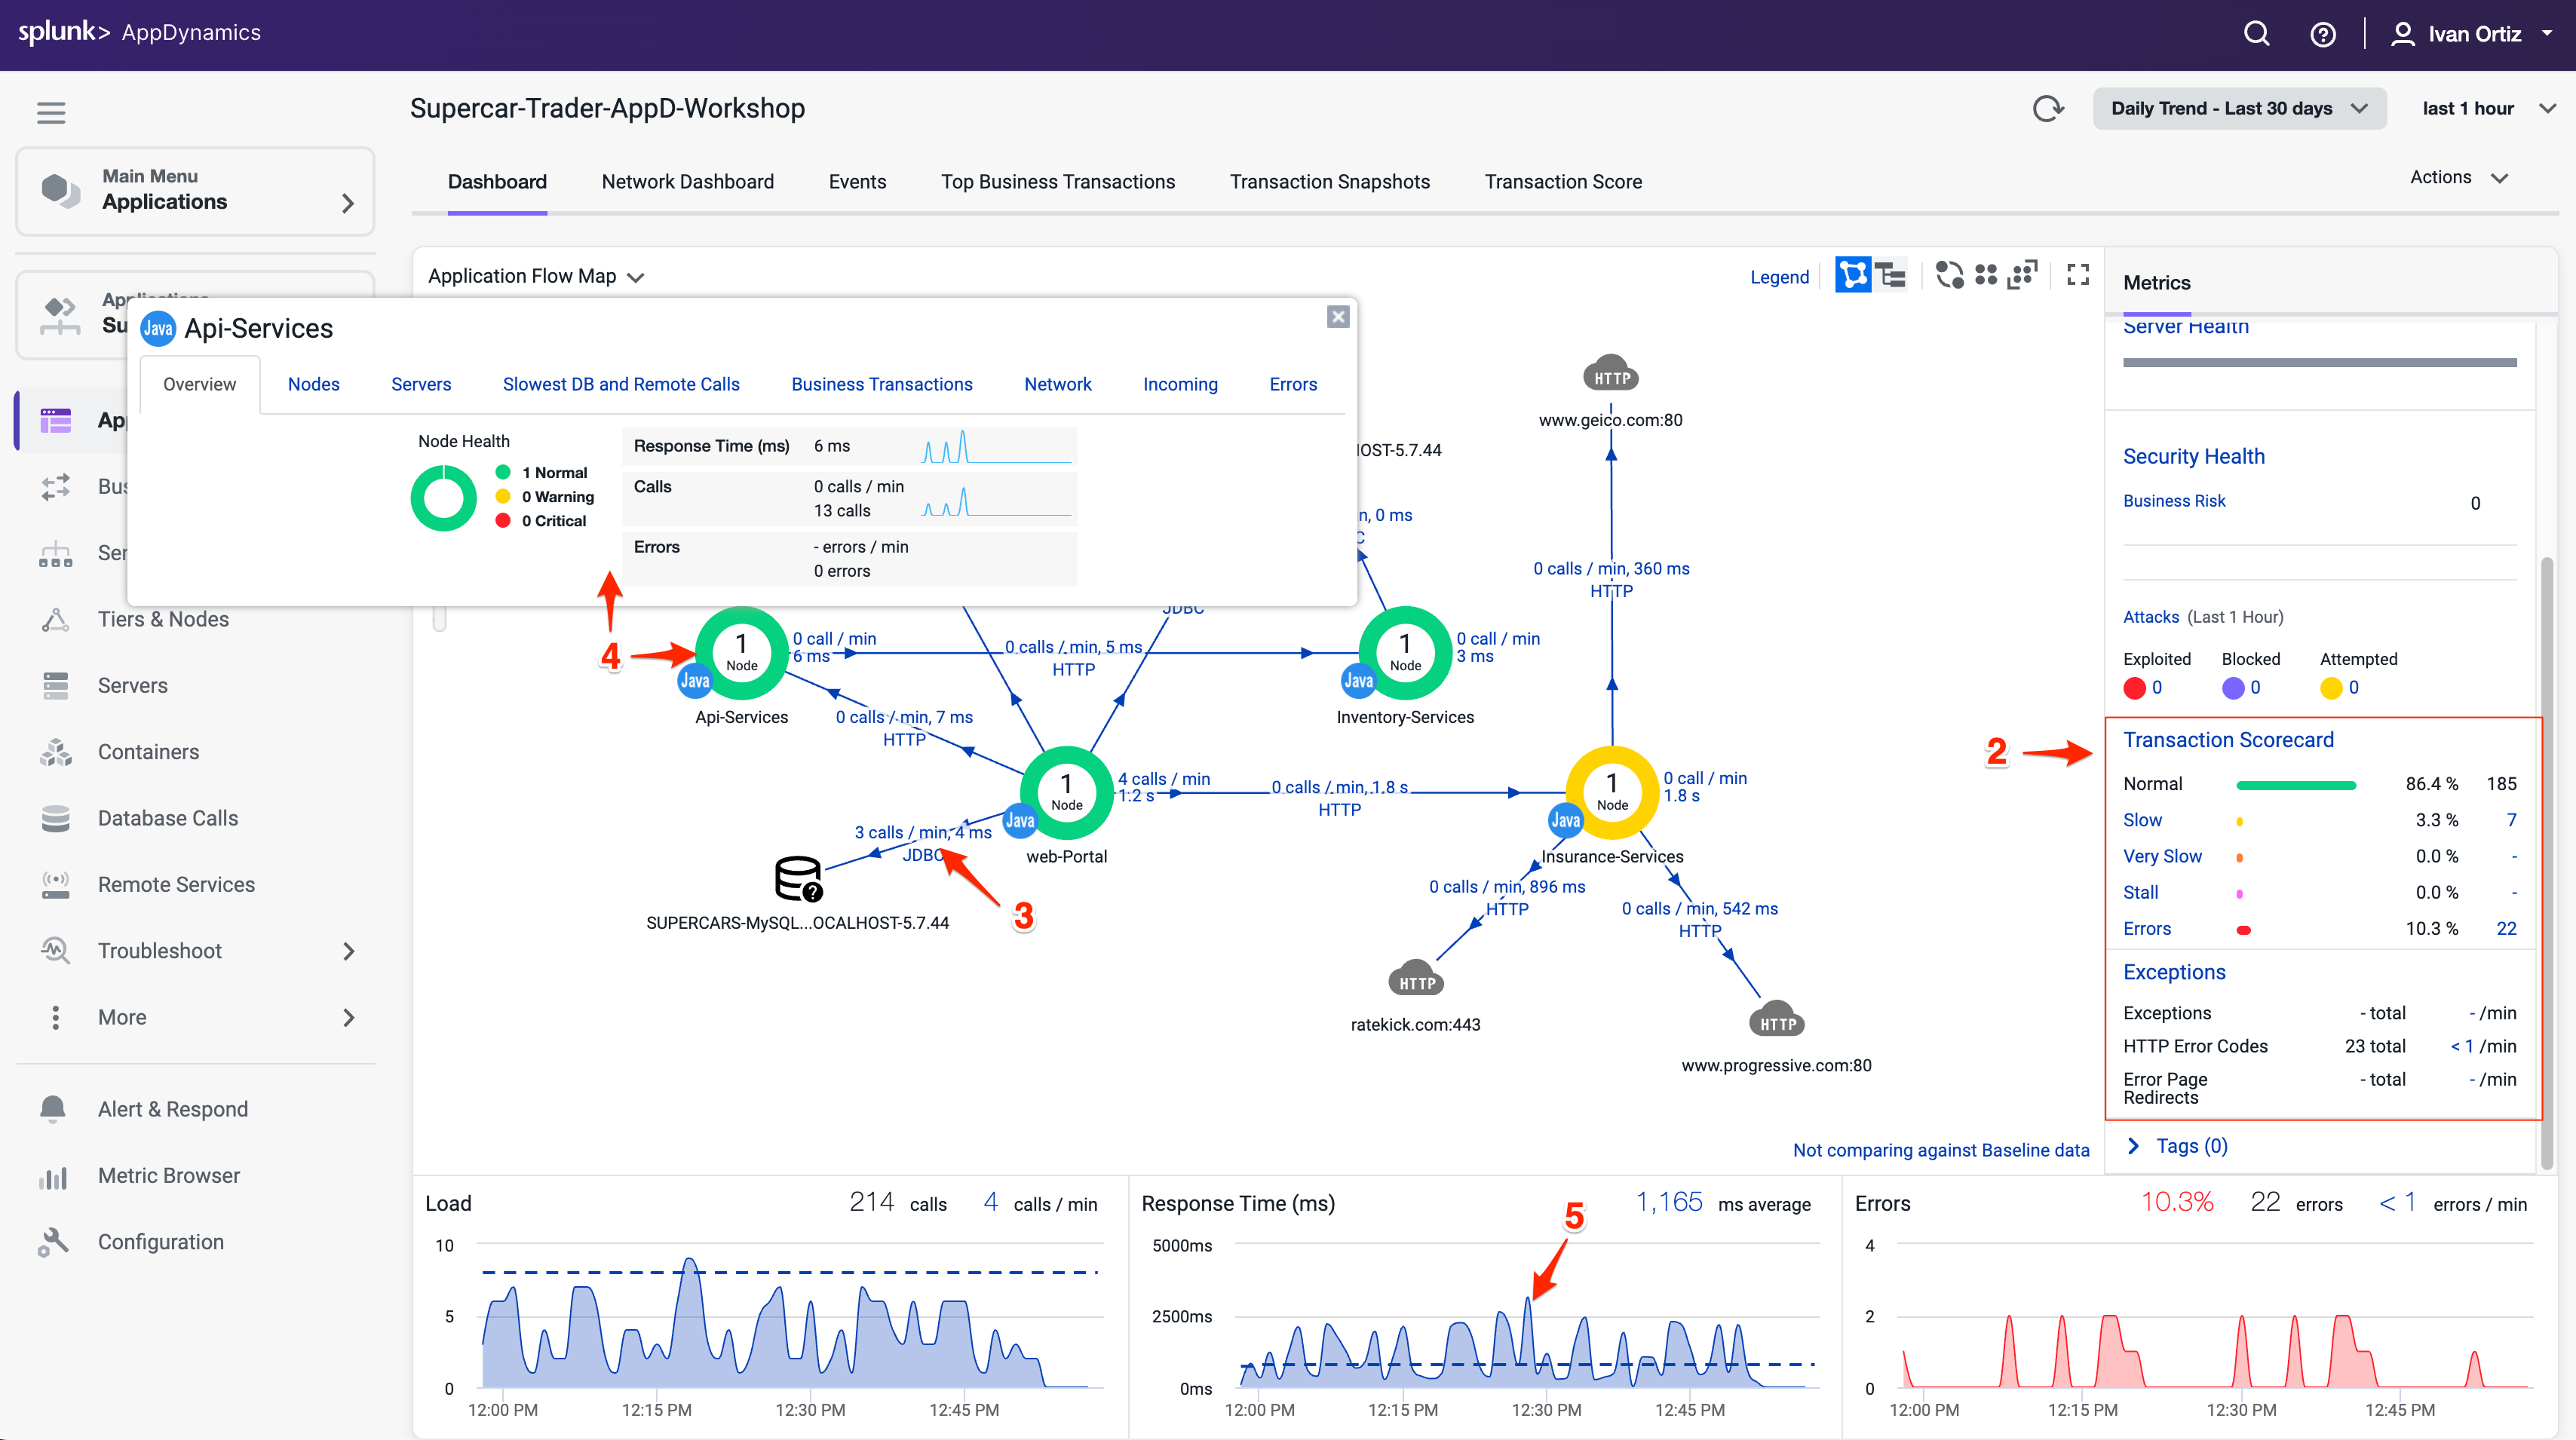 splunk> AppDynamics
Ivan Ortiz
Supercar-Trader-AppD-Workshop
Daily Trend - Last 30 days
last 1 hour
Main Menu
Applications
Dashboard
Network Dashboard
Events
Top Business Transactions
Transaction Snapshots
Transaction Score
Actions
Application Flow Map
Legend
Metrics
Su
Java Api-Services
Overview
Nodes
Servers
Slowest DB and Remote Calls
Business Transactions
Network
Incoming
Errors
Node Health
1 Normal
0 Warning
0 Critical
Response Time (ms) 6 ms
Calls 0 calls / min
13 calls
Errors - errors / min
0 errors
App
Bus
Ser
Tiers & Nodes
Servers
Containers
Database Calls
Remote Services
Troubleshoot
More
Alert & Respond
Metric Browser
Configuration
HTTP
www.geico.com:80
OST-5.7.44
n, 0 ms
C
0 calls / min, 360 ms
HTTP
JDBC
4
1
Node
Java
Api-Services
0 call / min
6 ms
0 calls / min, 5 ms
HTTP
1
Node
Java
Inventory-Services
0 call / min
3 ms
0 calls / min, 7 ms
HTTP
1
Node
Java
web-Portal
4 calls / min
1.2 s
0 calls / min, 1.8 s
HTTP
1
Node
Java
Insurance-Services
0 call / min
1.8 s
3 calls / min, 4 ms
JDBC
3
SUPERCARS-MySQL...OCALHOST-5.7.44
0 calls / min, 896 ms
HTTP
0 calls / min, 542 ms
HTTP
HTTP
ratekick.com:443
HTTP
www.progressive.com:80
Not comparing against Baseline data
Server Health
Security Health
Business Risk 0
Attacks (Last 1 Hour)
Exploited Blocked Attempted
0 0 0
2
Transaction Scorecard
Normal 86.4 % 185
Slow 3.3 % 7
Very Slow 0.0 % -
Stall 0.0 % -
Errors 10.3 % 22
Exceptions
Exceptions - total - /min
HTTP Error Codes 23 total < 1 /min
Error Page - total - /min
Redirects
Tags (0)
Load 214 calls 4 calls / min
10
5
0
12:00 PM 12:15 PM 12:30 PM 12:45 PM
Response Time (ms) 1,165 ms average
5
5000ms
2500ms
0ms
12:00 PM 12:15 PM 12:30 PM 12:45 PM
Errors 10.3% 22 errors < 1 errors / min
4
2
0
12:00 PM 12:15 PM 12:30 PM 12:45 PM